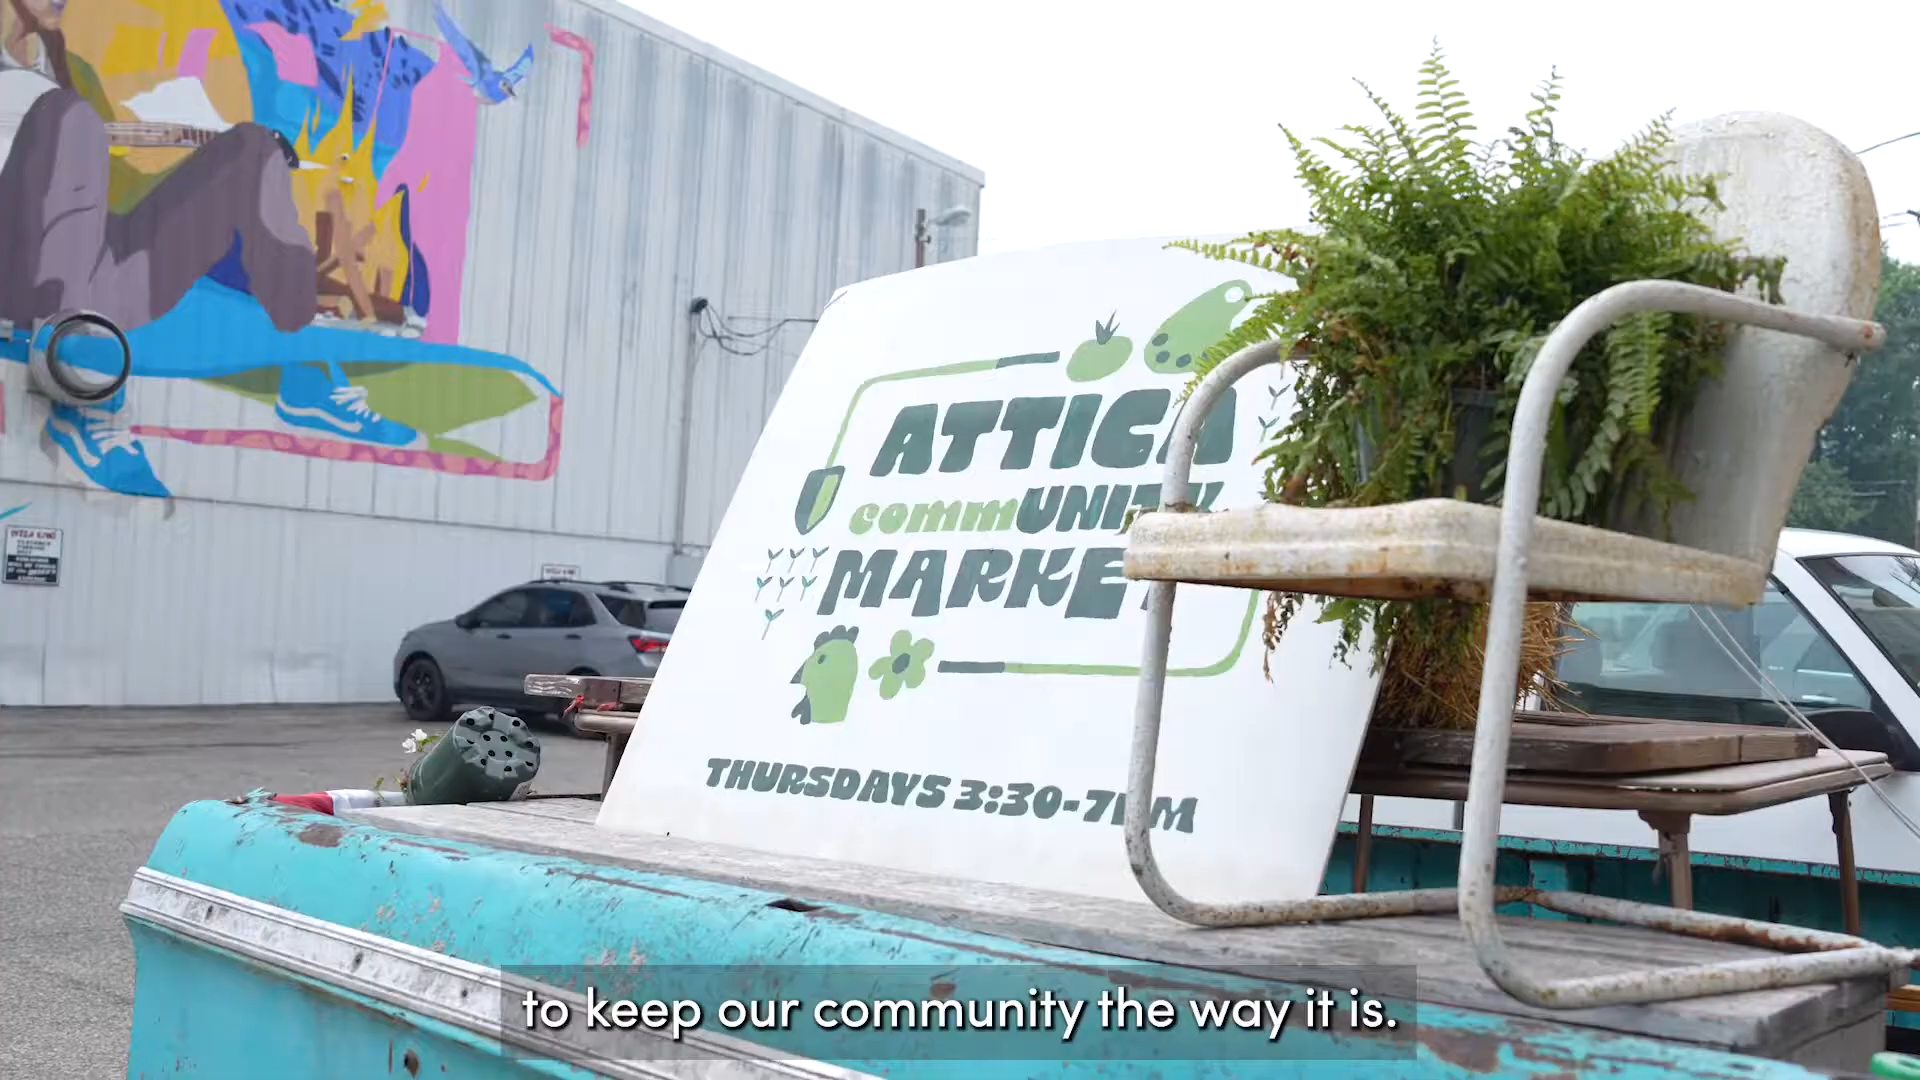 ATTICA
commUNITY
MARKET
THURSDAYS 3:30-7PM
to keep our community the way it is.